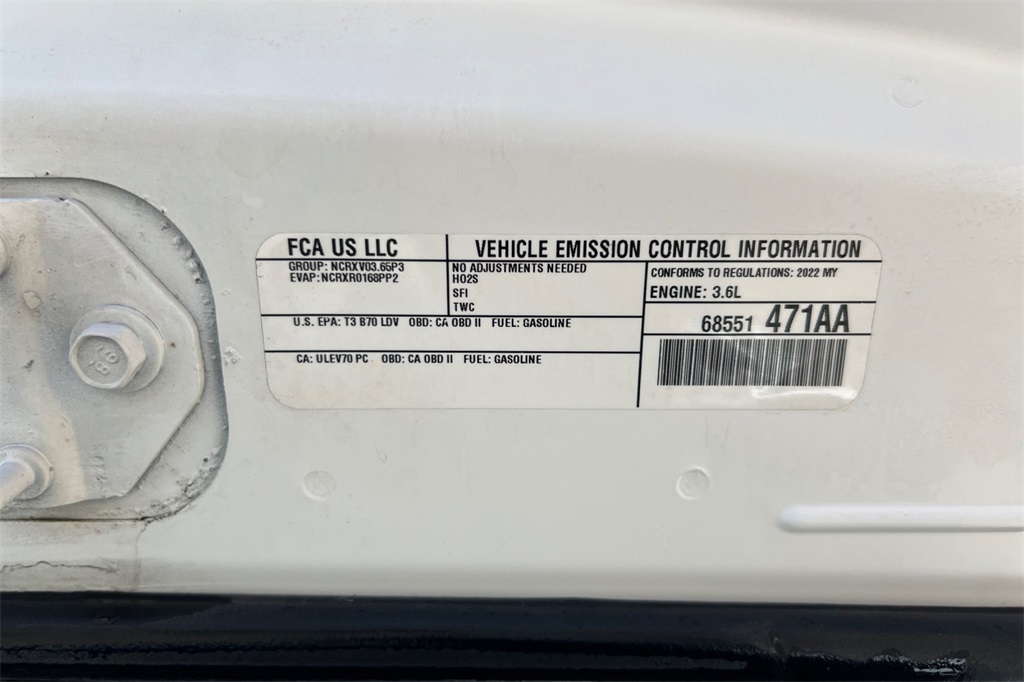 FCA US LLC
VEHICLE EMISSION CONTROL INFORMATION
GROUP: NCRXV03.65P3
EVAP: NCRXR0168PP2
NO ADJUSTMENTS NEEDED
HO2S
SFI
TWC
CONFORMS TO REGULATIONS: 2022 MY
ENGINE: 3.6L
U.S. EPA: T3 B70 LDV OBD: CA OBD II FUEL: GASOLINE
CA: ULEV70 PC OBD: CA OBD II FUEL: GASOLINE
68551 471AA